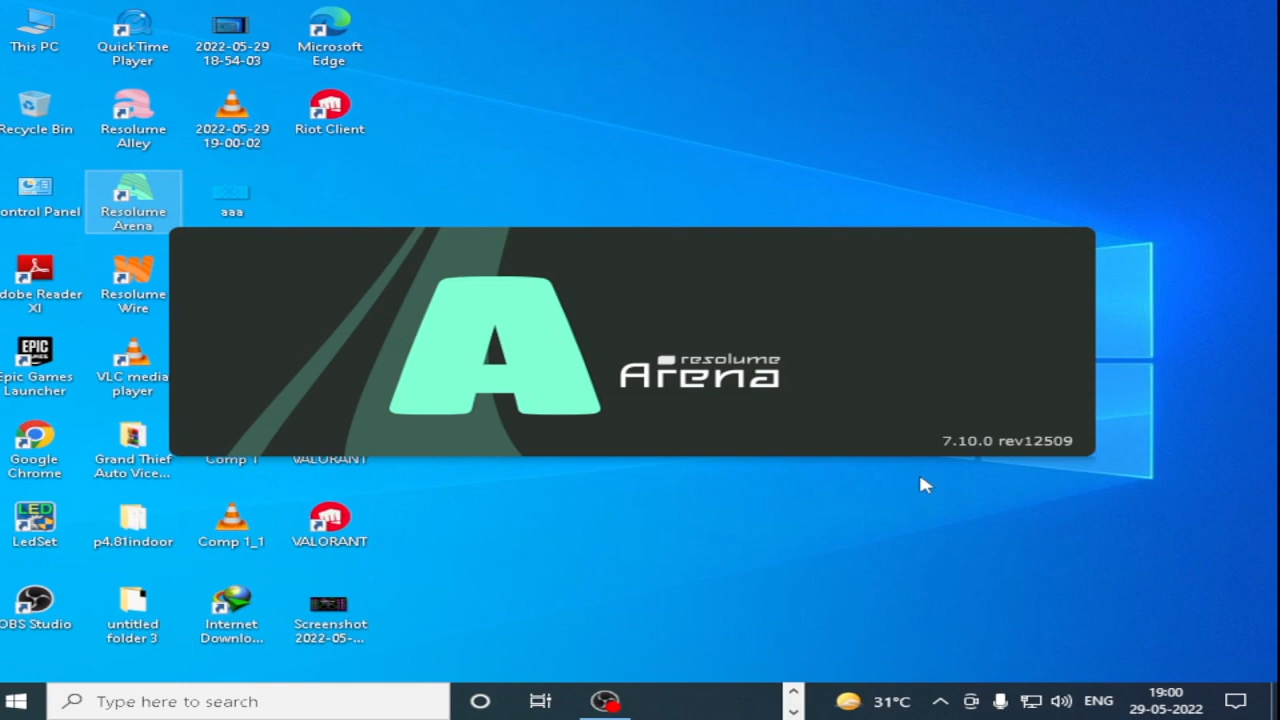 This PC
QuickTime
Player
2022-05-29
18-54-03
Microsoft
Edge
Recycle Bin
Resolume
Alley
2022-05-29
19-00-02
Riot Client
ontrol Panel
Resolume
Arena
aaa
dobe Reader
XI
Resolume
Wire
resolume
Arena
7.10.0 rev12509
EPIC
GAMES
Epic Games
Launcher
VLC media
player
Google
Chrome
Grand Thief
Auto Vice...
Comp 1
VALORANT
LED
LedSet
p4.81indoor
Comp 1_1
VALORANT
OBS Studio
untitled
folder 3
Internet
Downlo...
Screenshot
2022-05-...
Type here to search
31°C
ENG
19:00
29-05-2022